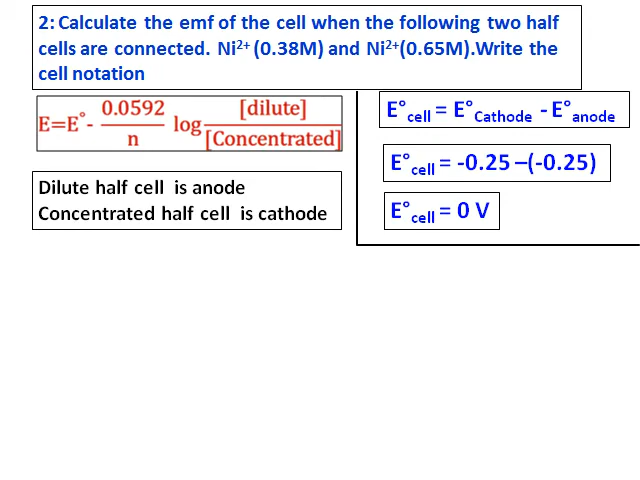 2: Calculate the emf of the cell when the following two half
cells are connected. Ni²⁺ (0.38M) and Ni²⁺(0.65M).Write the
cell notation
E=E°- 0.0592/n log [dilute]/[Concentrated]
Dilute half cell is anode
Concentrated half cell is cathode
E°cell = E°Cathode - E°anode
E°cell = -0.25 –(-0.25)
E°cell = 0 V